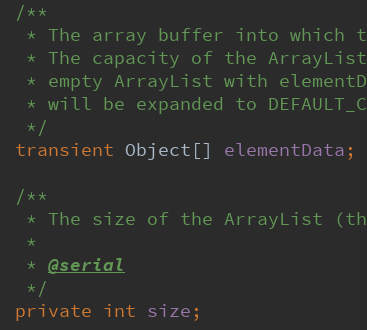 /**
* The array buffer into which t
* The capacity of the ArrayList
* empty ArrayList with elementD
* will be expanded to DEFAULT_C
*/
transient Object[] elementData;
/**
* The size of the ArrayList (th
*
* @serial
*/
private int size;